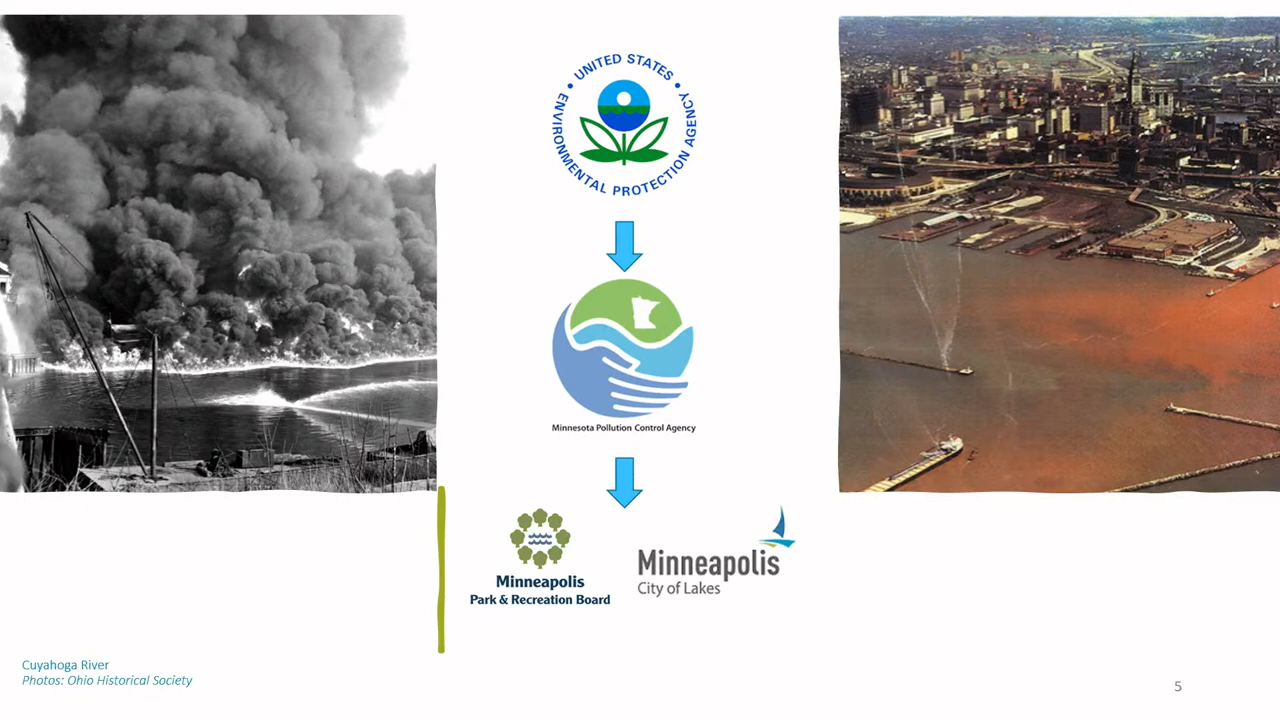 UNITED STATES
ENVIRONMENTAL PROTECTION AGENCY
Minnesota Pollution Control Agency
Minneapolis
Park & Recreation Board
Minneapolis
City of Lakes
Cuyahoga River
Photos: Ohio Historical Society
5